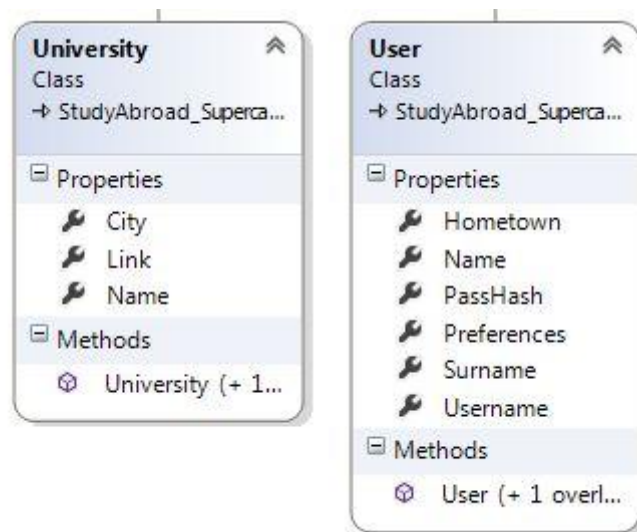 University
Class
StudyAbroad_Superca...
Properties
City
Link
Name
Methods
University (+ 1...
User
Class
StudyAbroad_Superca...
Properties
Hometown
Name
PassHash
Preferences
Surname
Username
Methods
User (+ 1 overl...